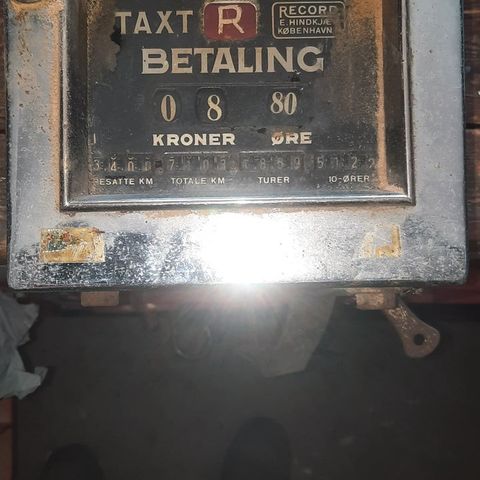 TAXT R
RECORD
E. HINDKJÆ
KØBENHAVN
BETALING
0 8 80
KRONER ØRE
BESATTE KM TOTALE KM TURER 10-ØRER